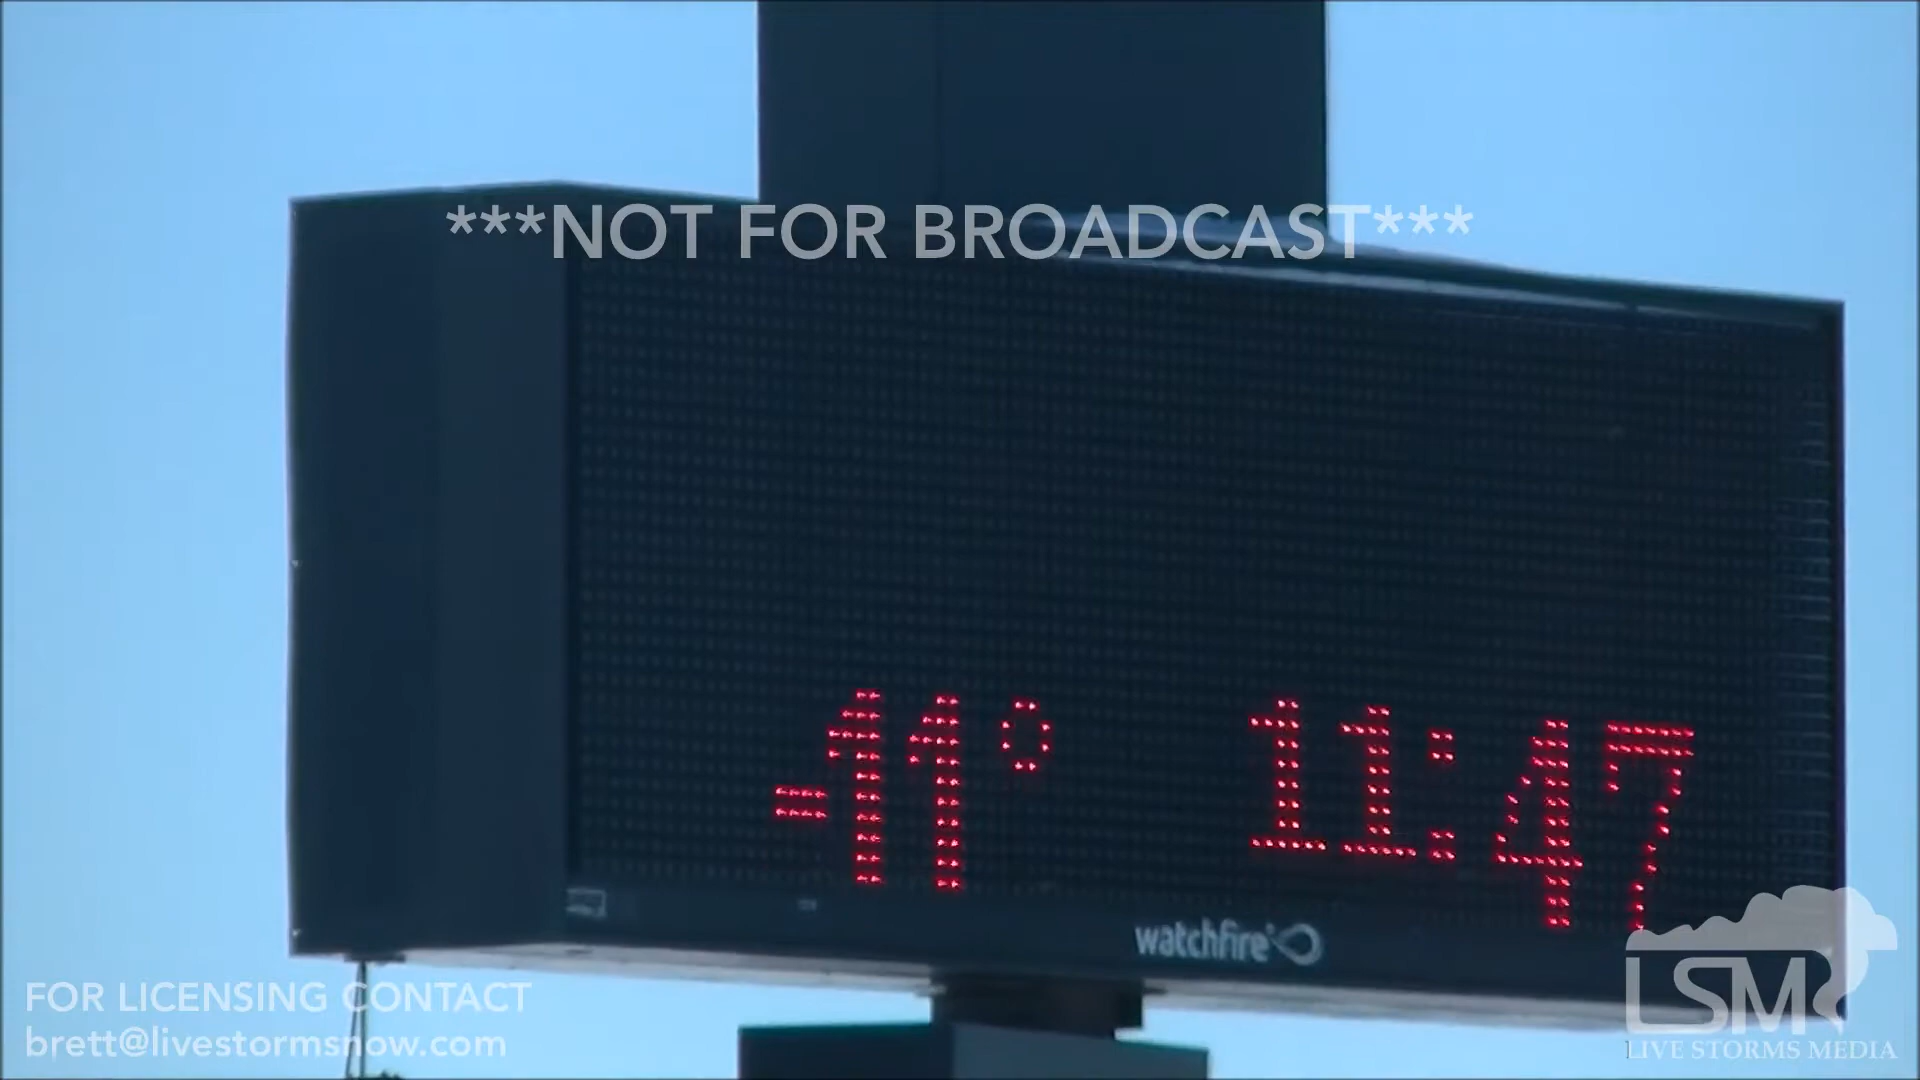 ***NOT FOR BROADCAST***
-11° 11:47
watchfire
FOR LICENSING CONTACT
brett@livestormsnow.com
LSM
LIVE STORMS MEDIA